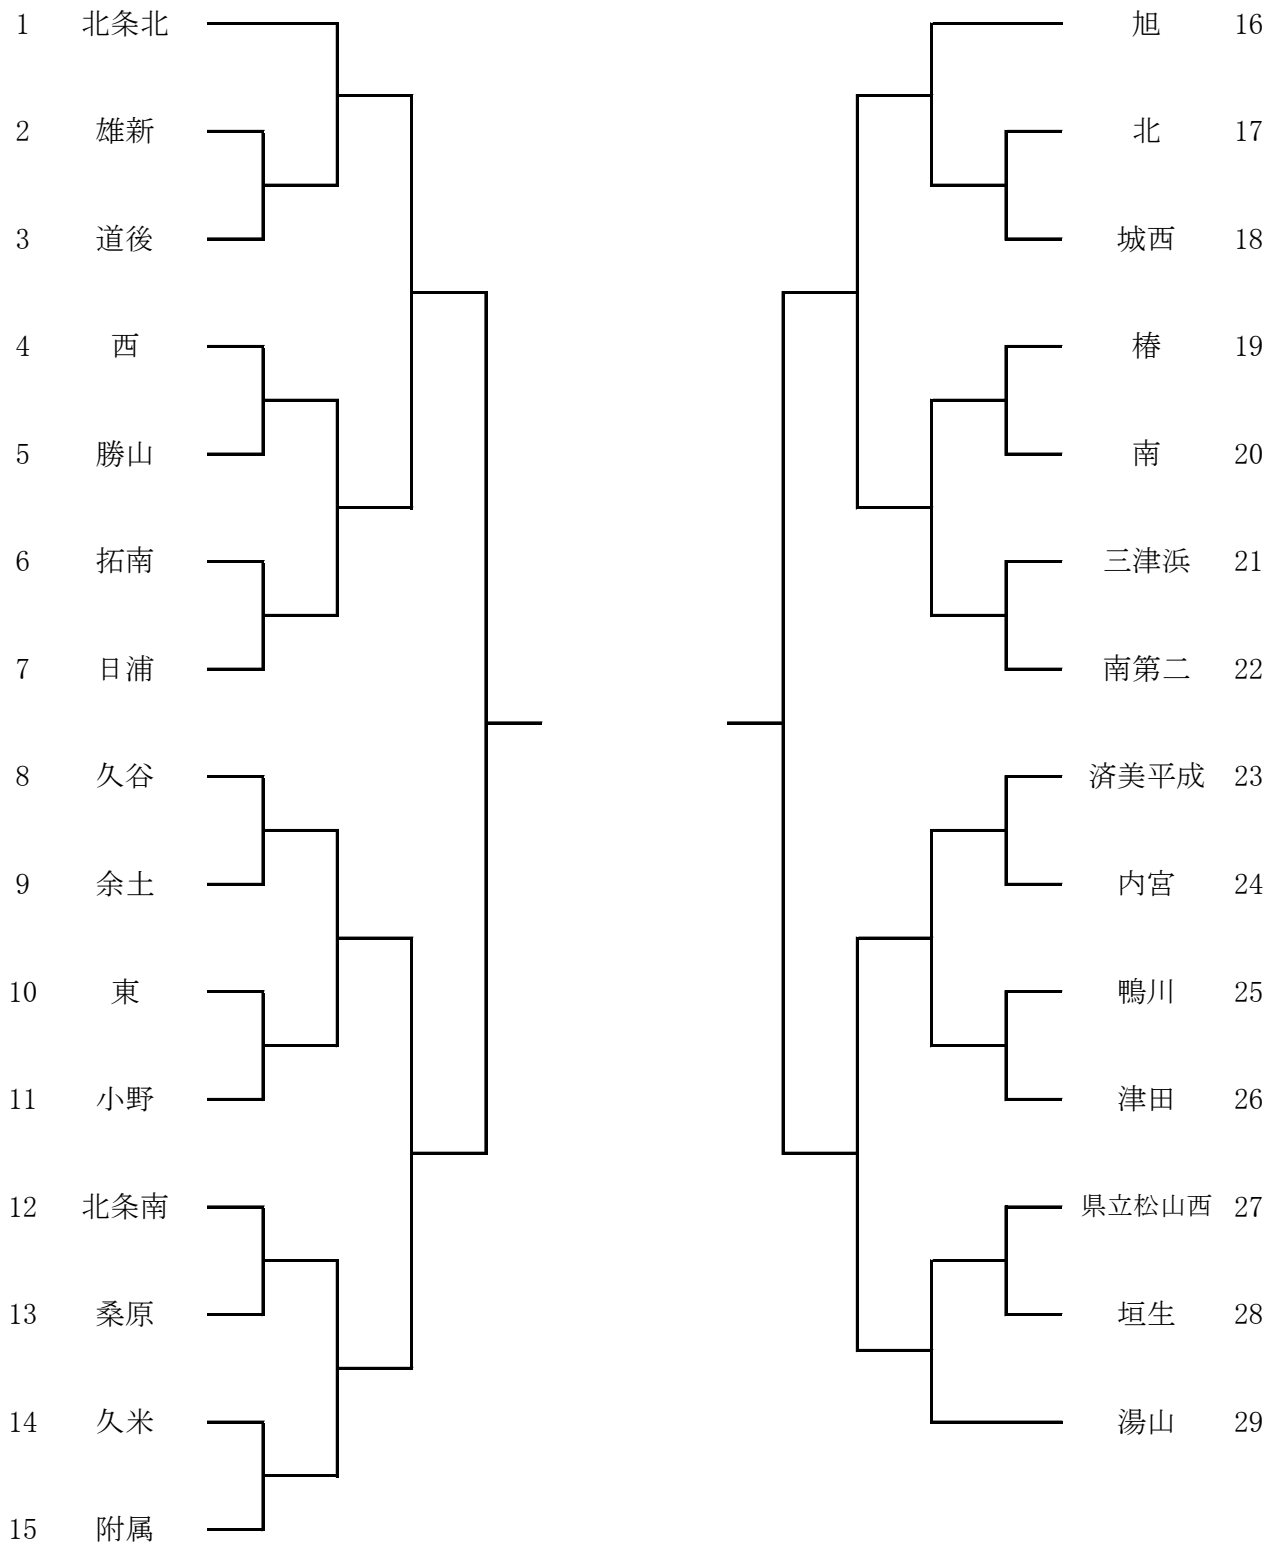 1 北条北
2 雄新
3 道後
4 西
5 勝山
6 拓南
7 日浦
8 久谷
9 余土
10 東
11 小野
12 北条南
13 桑原
14 久米
15 附属
旭 16
北 17
城西 18
椿 19
南 20
三津浜 21
南第二 22
済美平成 23
内宮 24
鴨川 25
津田 26
県立松山西 27
垣生 28
湯山 29